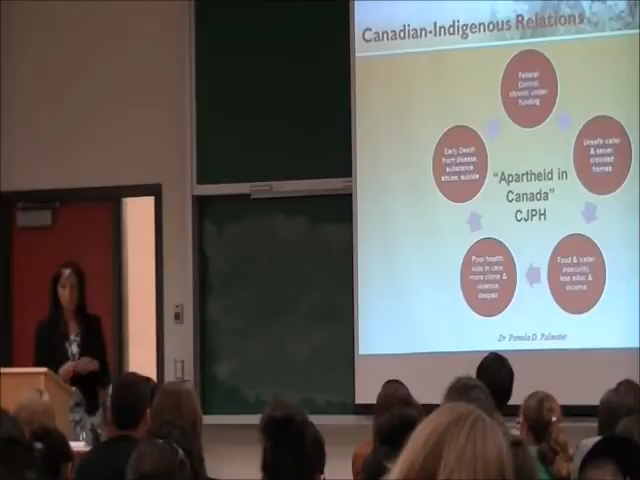 Canadian-Indigenous Relations
Federal
Control,
chronic under-
funding
Unsafe water
& sewer,
crowded
homes
Food & water
insecurity,
less educ &
income
Poor health,
kids in care,
more crime &
violence,
despair
Early Death
from disease,
substance
abuse, suicide
"Apartheid in
Canada"
CJPH
Dr. Pamela D. Palmater